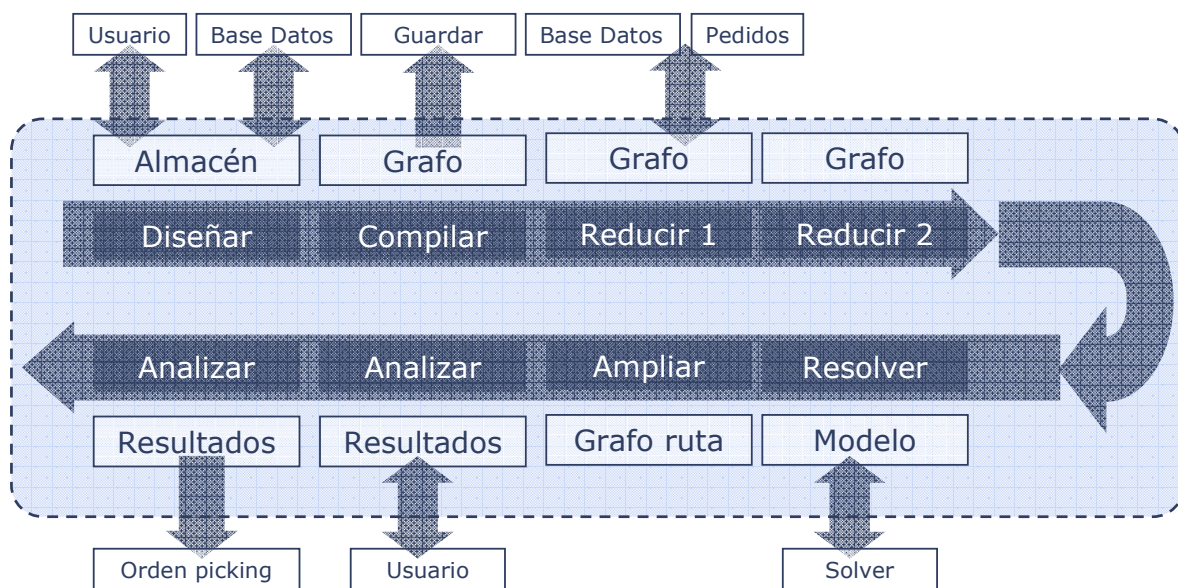 Usuario
Base Datos
Guardar
Base Datos
Pedidos
Almacén
Grafo
Grafo
Grafo
Diseñar
Compilar
Reducir 1
Reducir 2
Analizar
Analizar
Ampliar
Resolver
Resultados
Resultados
Grafo ruta
Modelo
Orden picking
Usuario
Solver